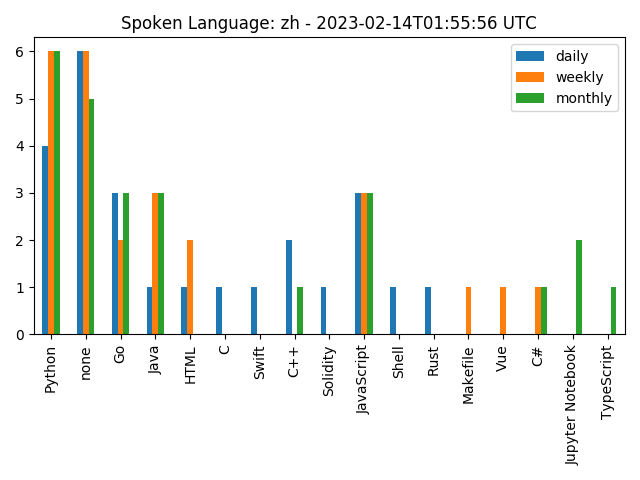 Spoken Language: zh - 2023-02-14T01:55:56 UTC
daily
weekly
monthly
6
5
4
3
2
1
0
Python
none
Go
Java
HTML
C
Swift
C++
Solidity
JavaScript
Shell
Rust
Makefile
Vue
C#
Jupyter Notebook
TypeScript